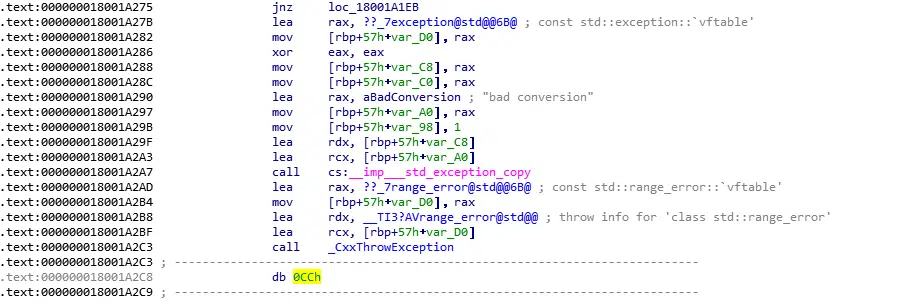 .text:000000018001A275 jnz loc_18001A1EB
.text:000000018001A27B lea rax, ??_7exception@std@@6B@ ; const std::exception::`vftable'
.text:000000018001A282 mov [rbp+57h+var_D0], rax
.text:000000018001A286 xor eax, eax
.text:000000018001A288 mov [rbp+57h+var_C8], rax
.text:000000018001A28C mov [rbp+57h+var_C0], rax
.text:000000018001A290 lea rax, aBadConversion ; "bad conversion"
.text:000000018001A297 mov [rbp+57h+var_A0], rax
.text:000000018001A29B mov [rbp+57h+var_98], 1
.text:000000018001A29F lea rdx, [rbp+57h+var_C8]
.text:000000018001A2A3 lea rcx, [rbp+57h+var_A0]
.text:000000018001A2A7 call cs:__imp___std_exception_copy
.text:000000018001A2AD lea rax, ??_7range_error@std@@6B@ ; const std::range_error::`vftable'
.text:000000018001A2B4 mov [rbp+57h+var_D0], rax
.text:000000018001A2B8 lea rdx, __TI3?AVrange_error@std@@ ; throw info for 'class std::range_error'
.text:000000018001A2BF lea rcx, [rbp+57h+var_D0]
.text:000000018001A2C3 call _CxxThrowException
.text:000000018001A2C3 ; ---------------------------------------------------------------------------
.text:000000018001A2C8 db 0CCh
.text:000000018001A2C9 ; ---------------------------------------------------------------------------